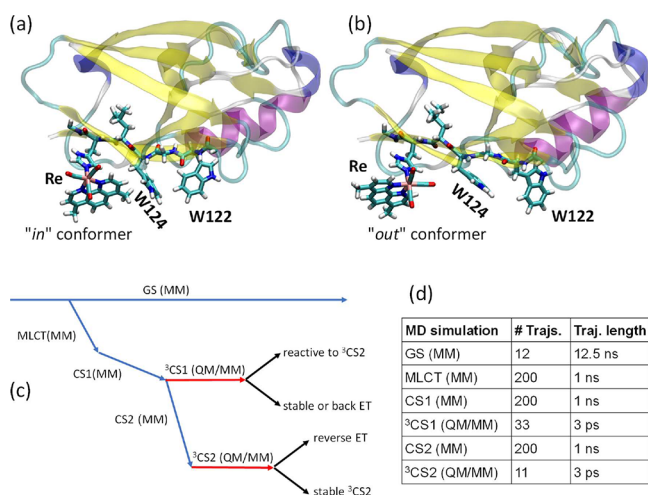 (a)
(b)
Re
W124
W122
"in" conformer
Re
W124
W122
"out" conformer
GS (MM)
MLCT(MM)
CS1(MM)
³CS1 (QM/MM)
reactive to ³CS2
stable or back ET
(c)
CS2 (MM)
³CS2 (QM/MM)
reverse ET
stable ³CS2
(d)
MD simulation # Trajs. Traj. length
GS (MM) 12 12.5 ns
MLCT (MM) 200 1 ns
CS1 (MM) 200 1 ns
³CS1 (QM/MM) 33 3 ps
CS2 (MM) 200 1 ns
³CS2 (QM/MM) 11 3 ps